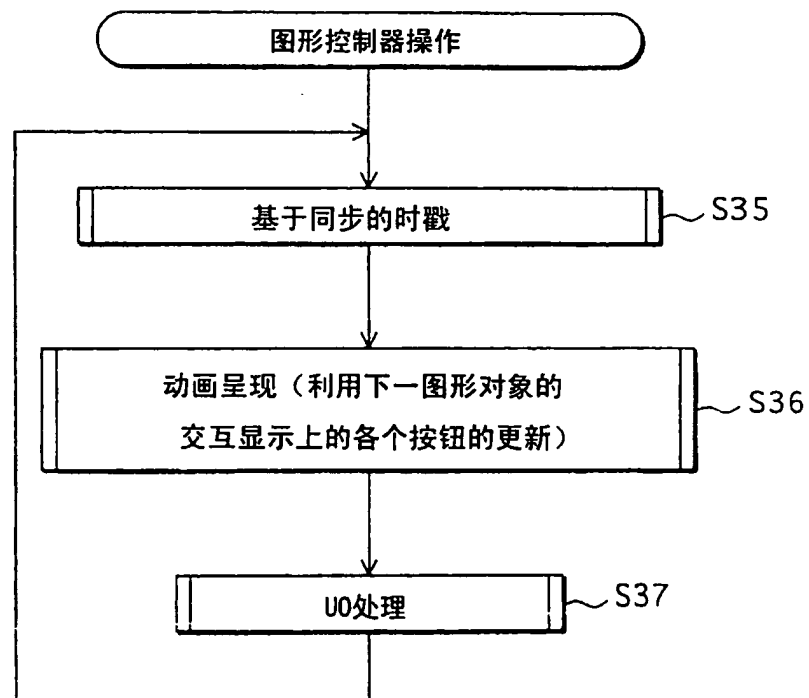 图形控制器操作
基于同步的时戳
S35
动画呈现（利用下一图形对象的
交互显示上的各个按钮的更新）
S36
UO处理
S37